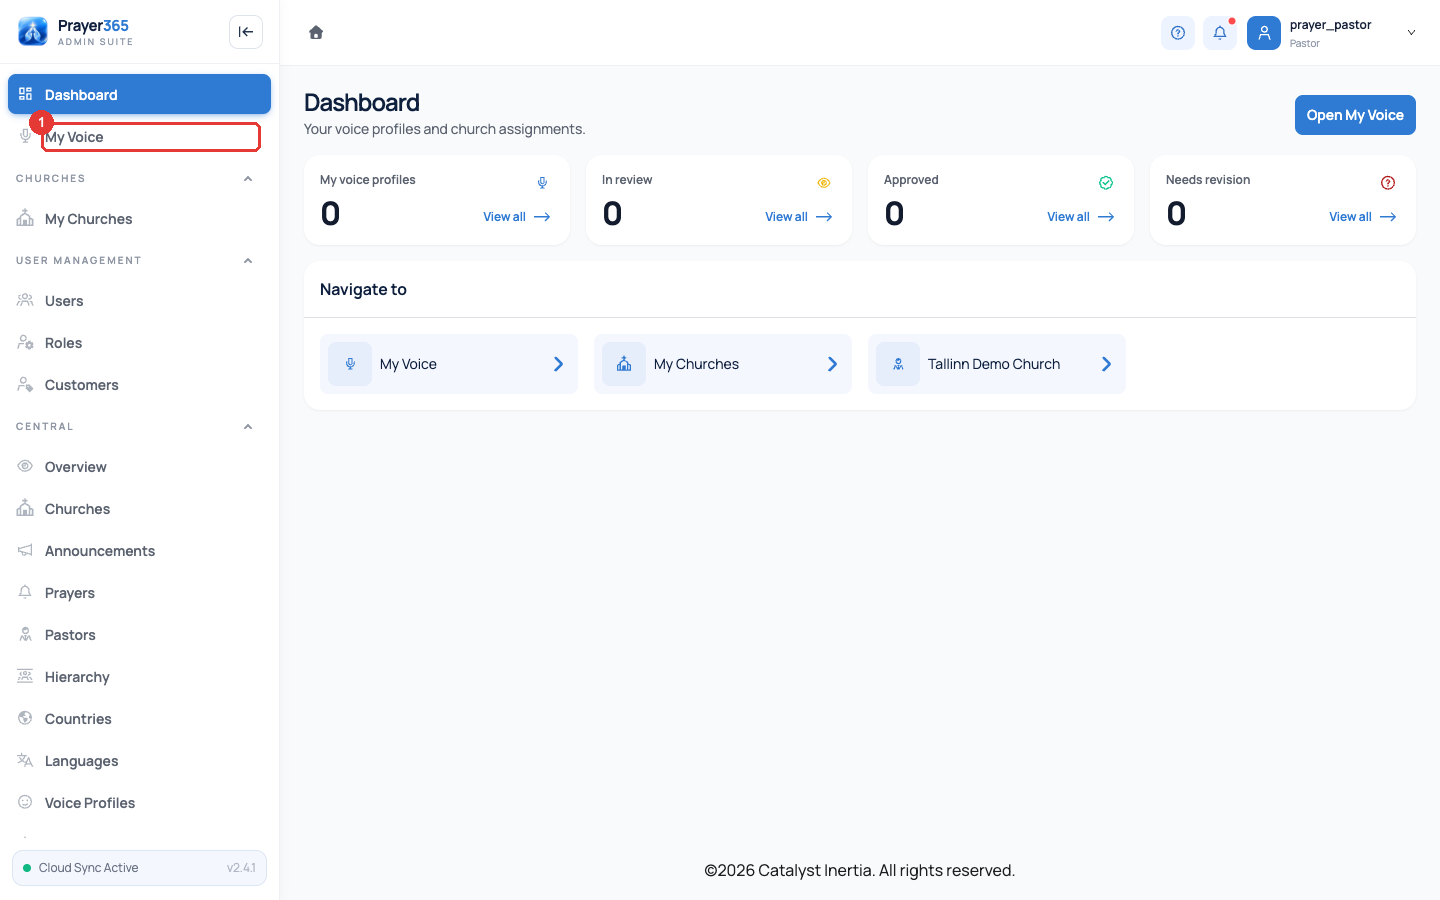 Prayer365
ADMIN SUITE
prayer_pastor
Pastor
Dashboard
1
My Voice
CHURCHES
My Churches
USER MANAGEMENT
Users
Roles
Customers
CENTRAL
Overview
Churches
Announcements
Prayers
Pastors
Hierarchy
Countries
Languages
Voice Profiles
Cloud Sync Active v2.4.1
Dashboard
Your voice profiles and church assignments.
Open My Voice
My voice profiles
0 View all
In review
0 View all
Approved
0 View all
Needs revision
0 View all
Navigate to
My Voice
My Churches
Tallinn Demo Church
©2026 Catalyst Inertia. All rights reserved.